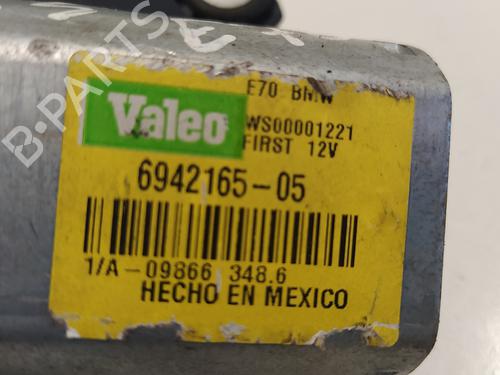 E70 BMW
Valeo
WS00001221
FIRST 12V
6942165-05
1/A-09866 348.6
HECHO EN MEXICO
B-PARTS